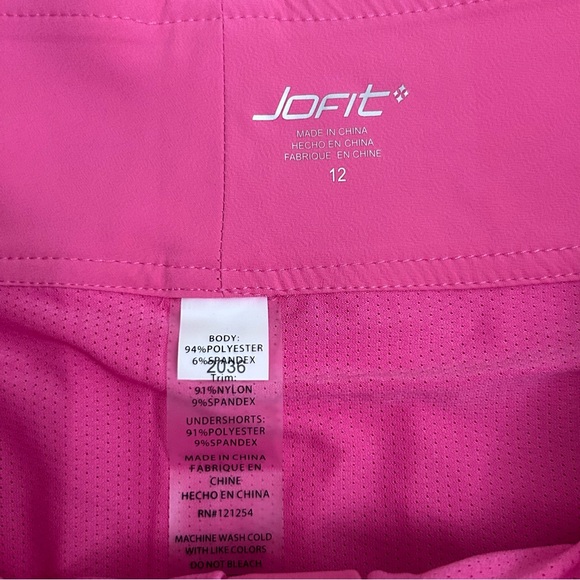 JOFIT
MADE IN CHINA
HECHO EN CHINA
FABRIQUE EN CHINE
12
BODY:
94%POLYESTER
6%SPANDEX
2036
Trim:
91%NYLON
9%SPANDEX
UNDERSHORTS:
91%POLYESTER
9%SPANDEX
MADE IN CHINA
FABRIQUE EN
CHINE
HECHO EN CHINA
RN#121254
MACHINE WASH COLD
WITH LIKE COLORS
DO NOT BLEACH